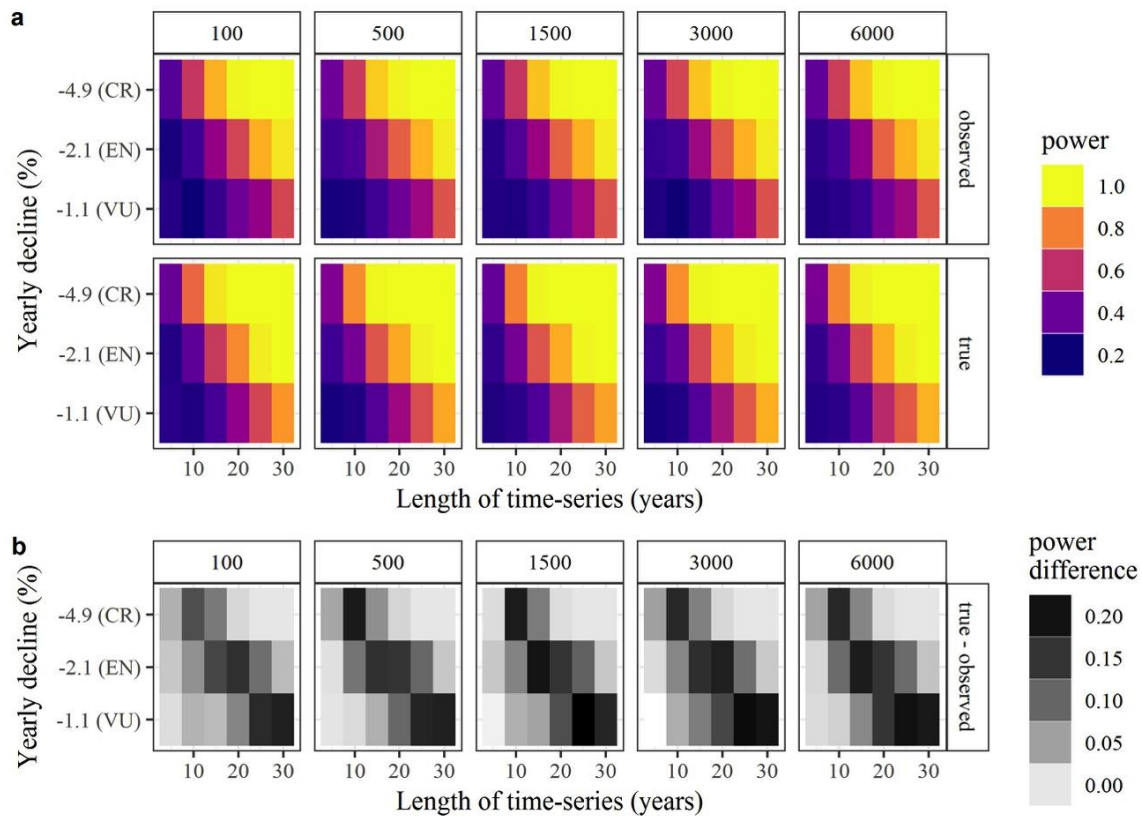 a
100 500 1500 3000 6000
Yearly decline (%)
-4.9 (CR)
-2.1 (EN)
-1.1 (VU)
observed
-4.9 (CR)
-2.1 (EN)
-1.1 (VU)
true
10 20 30 10 20 30 10 20 30 10 20 30 10 20 30
Length of time-series (years)
power
1.0
0.8
0.6
0.4
0.2
b
100 500 1500 3000 6000
Yearly decline (%)
-4.9 (CR)
-2.1 (EN)
-1.1 (VU)
true - observed
10 20 30 10 20 30 10 20 30 10 20 30 10 20 30
Length of time-series (years)
power
difference
0.20
0.15
0.10
0.05
0.00